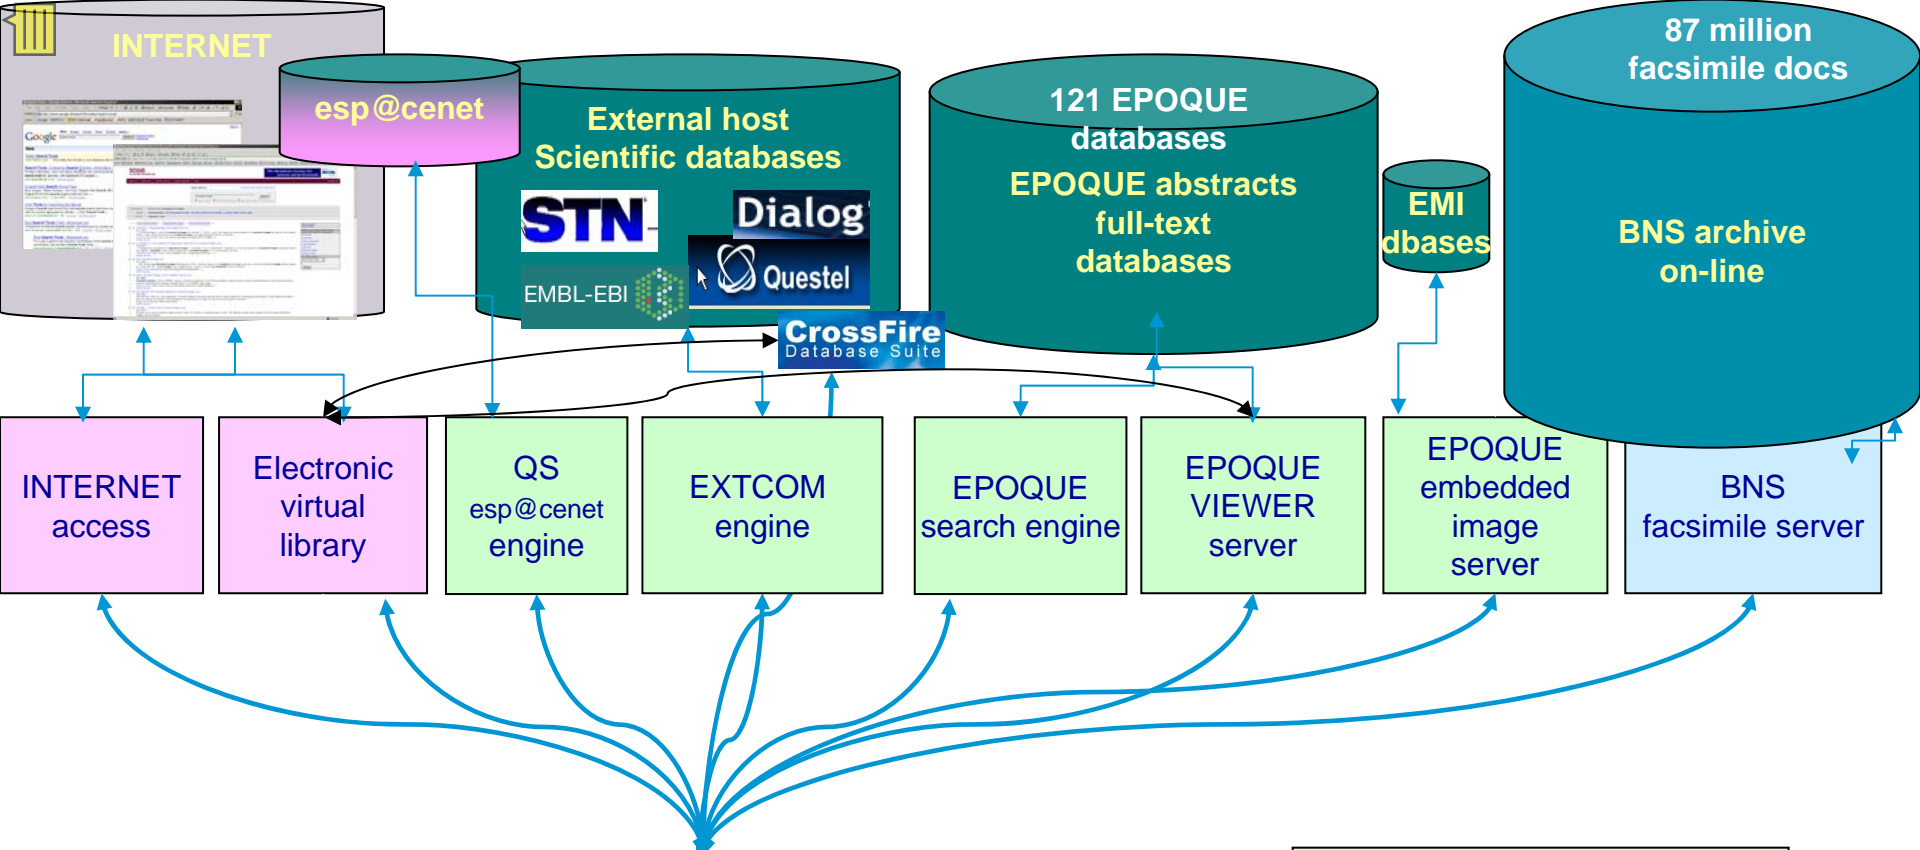 INTERNET
Google
esp@cenet
External host
Scientific databases
STN
Dialog
Questel
EMBL-EBI
CrossFire
Database Suite
121 EPOQUE
databases
EPOQUE abstracts
full-text
databases
EMI
dbases
87 million
facsimile docs
BNS archive
on-line
INTERNET
access
Electronic
virtual
library
QS
esp@cenet
engine
EXTCOM
engine
EPOQUE
search engine
EPOQUE
VIEWER
server
EPOQUE
embedded
image
server
BNS
facsimile server